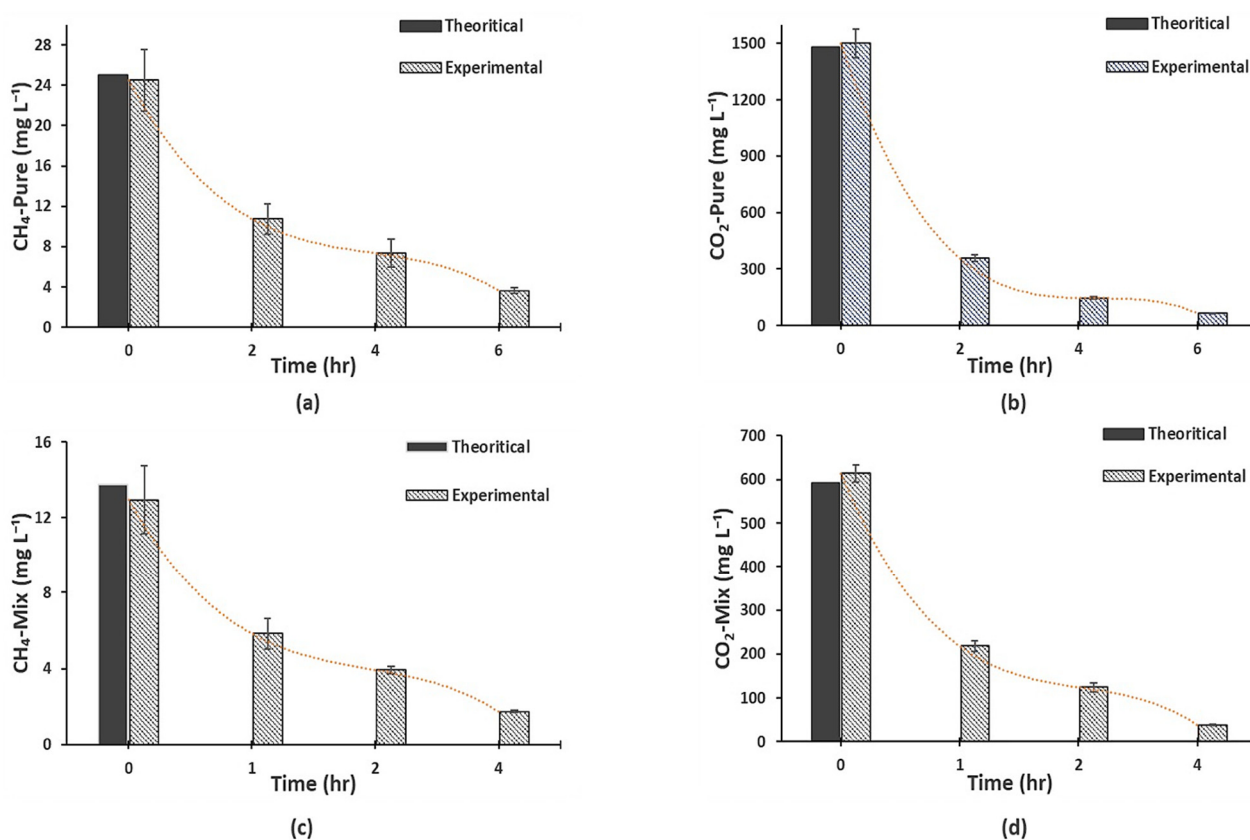 Theoritical
Experimental
CH₄-Pure (mg L⁻¹)
28
24
20
16
12
8
4
0
0 2 4 6
Time (hr)
(a)
Theoritical
Experimental
CO₂-Pure (mg L⁻¹)
1500
1200
900
600
300
0
0 2 4 6
Time (hr)
(b)
Theoritical
Experimental
CH₄-Mix (mg L⁻¹)
16
12
8
4
0
0 1 2 4
Time (hr)
(c)
Theoritical
Experimental
CO₂-Mix (mg L⁻¹)
700
600
500
400
300
200
100
0
0 1 2 4
Time (hr)
(d)